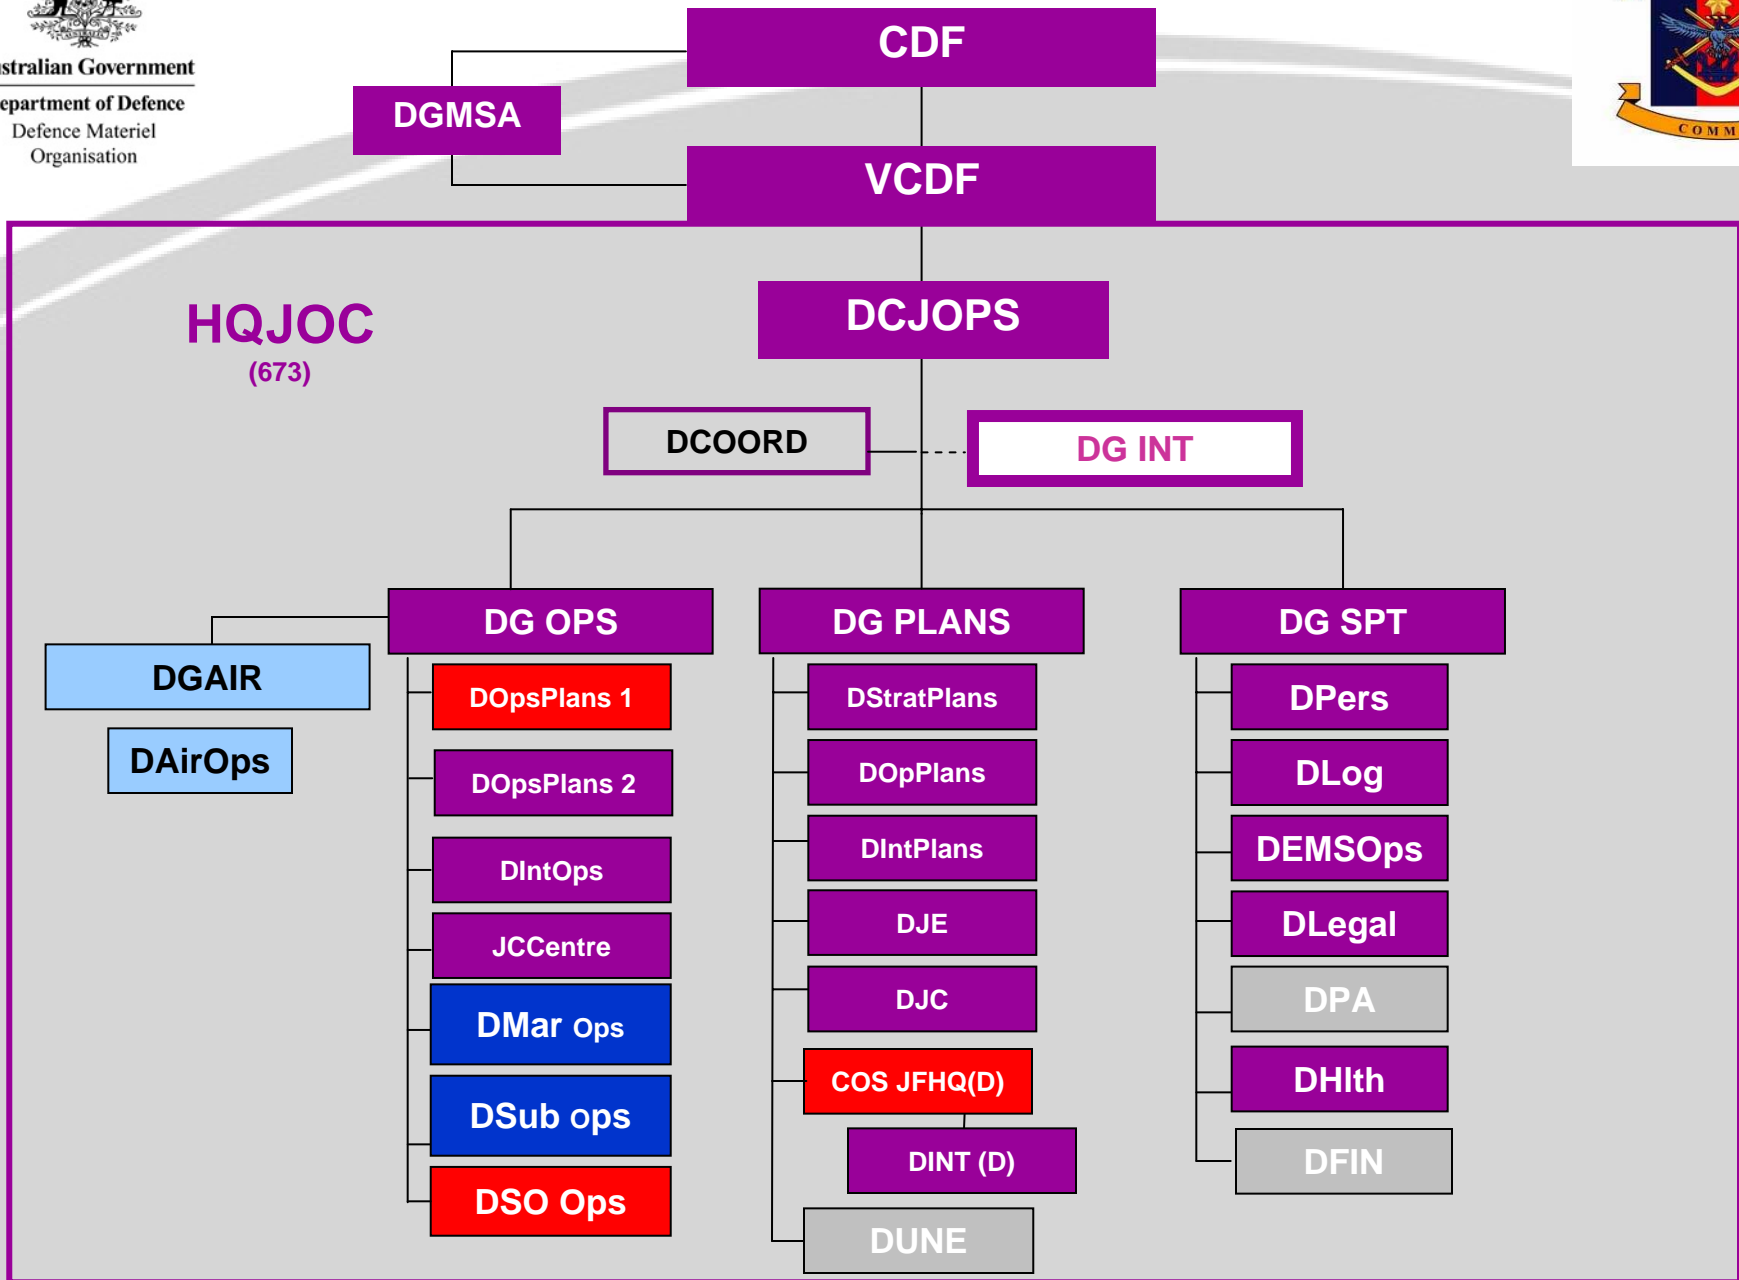 CDF
Australian Government
Department of Defence
Defence Materiel
Organisation
DGMSA
COMM
VCDF
HQJOC
(673)
DCJOPS
DCOORD
DG INT
DG OPS
DG PLANS
DG SPT
DGAIR
DAirOps
DOpsPlans 1
DOpsPlans 2
DIntOps
JCCentre
DMar Ops
DSub ops
DSO Ops
DStratPlans
DOpPlans
DIntPlans
DJE
DJC
COS JFHQ(D)
DINT (D)
DUNE
DPers
DLog
DEMSOps
DLegal
DPA
DHlth
DFIN